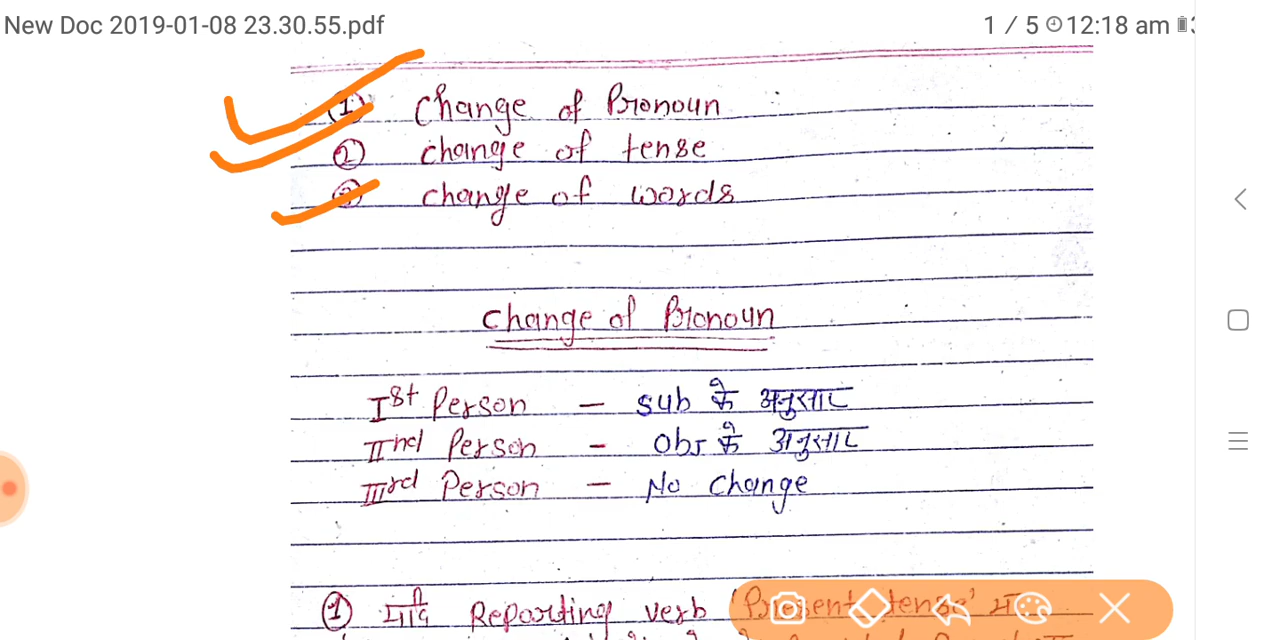 New Doc 2019-01-08 23.30.55.pdf 1 / 5 12:18 am
(1) Change of Pronoun
(2) change of tense
change of words
Change of Pronoun
Ist Person - sub के अनुसार
IInd Person - obj के अनुसार
IIIrd Person - No change
(1) यदि Reporting verb 'Present tense' में